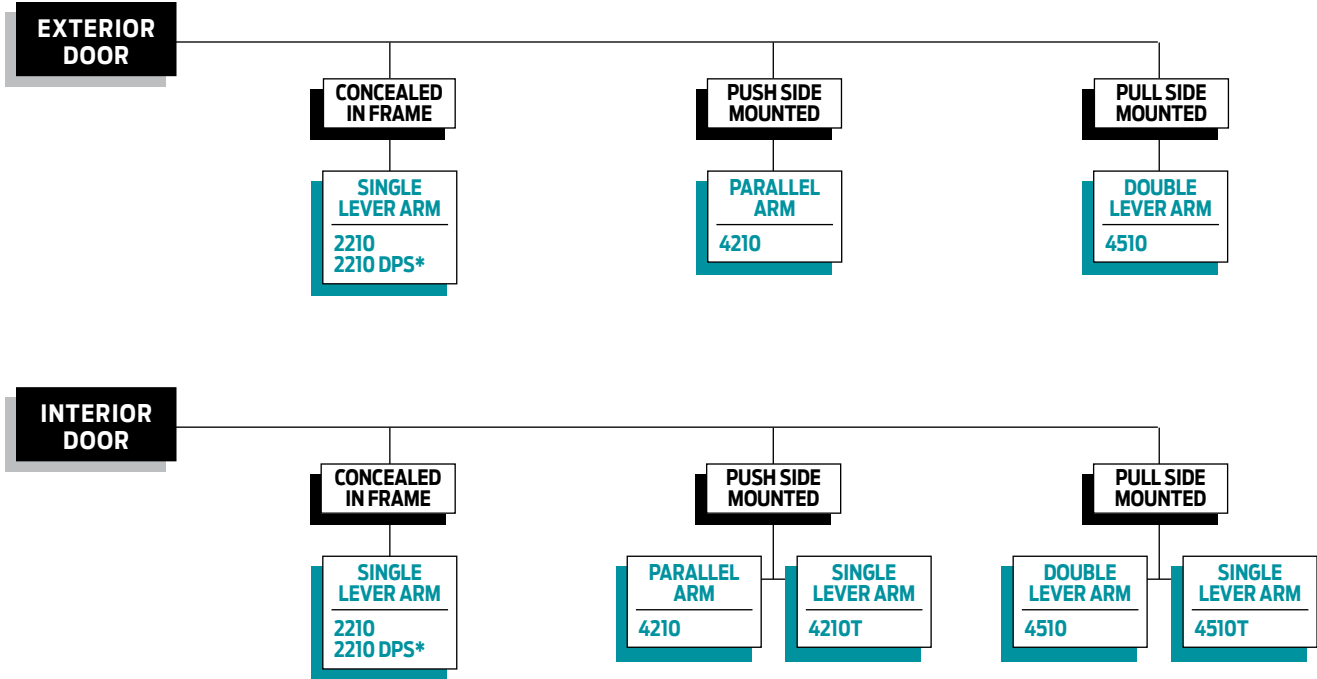 EXTERIOR
DOOR
CONCEALED
IN FRAME
PUSH SIDE
MOUNTED
PULL SIDE
MOUNTED
SINGLE
LEVER ARM
2210
2210 DPS*
PARALLEL
ARM
4210
DOUBLE
LEVER ARM
4510
INTERIOR
DOOR
CONCEALED
IN FRAME
PUSH SIDE
MOUNTED
PULL SIDE
MOUNTED
SINGLE
LEVER ARM
2210
2210 DPS*
PARALLEL
ARM
4210
SINGLE
LEVER ARM
4210T
DOUBLE
LEVER ARM
4510
SINGLE
LEVER ARM
4510T